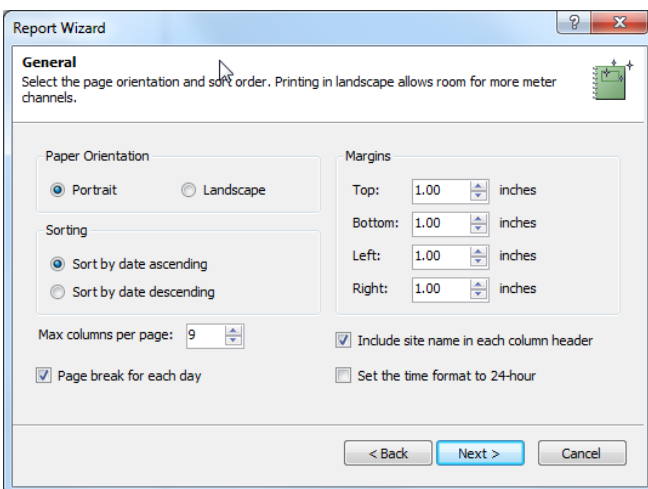 Report Wizard
General
Select the page orientation and sort order. Printing in landscape allows room for more meter
channels.
Paper Orientation
Portrait
Landscape
Sorting
Sort by date ascending
Sort by date descending
Max columns per page: 9
Page break for each day
Margins
Top: 1.00 inches
Bottom: 1.00 inches
Left: 1.00 inches
Right: 1.00 inches
Include site name in each column header
Set the time format to 24-hour
< Back
Next >
Cancel